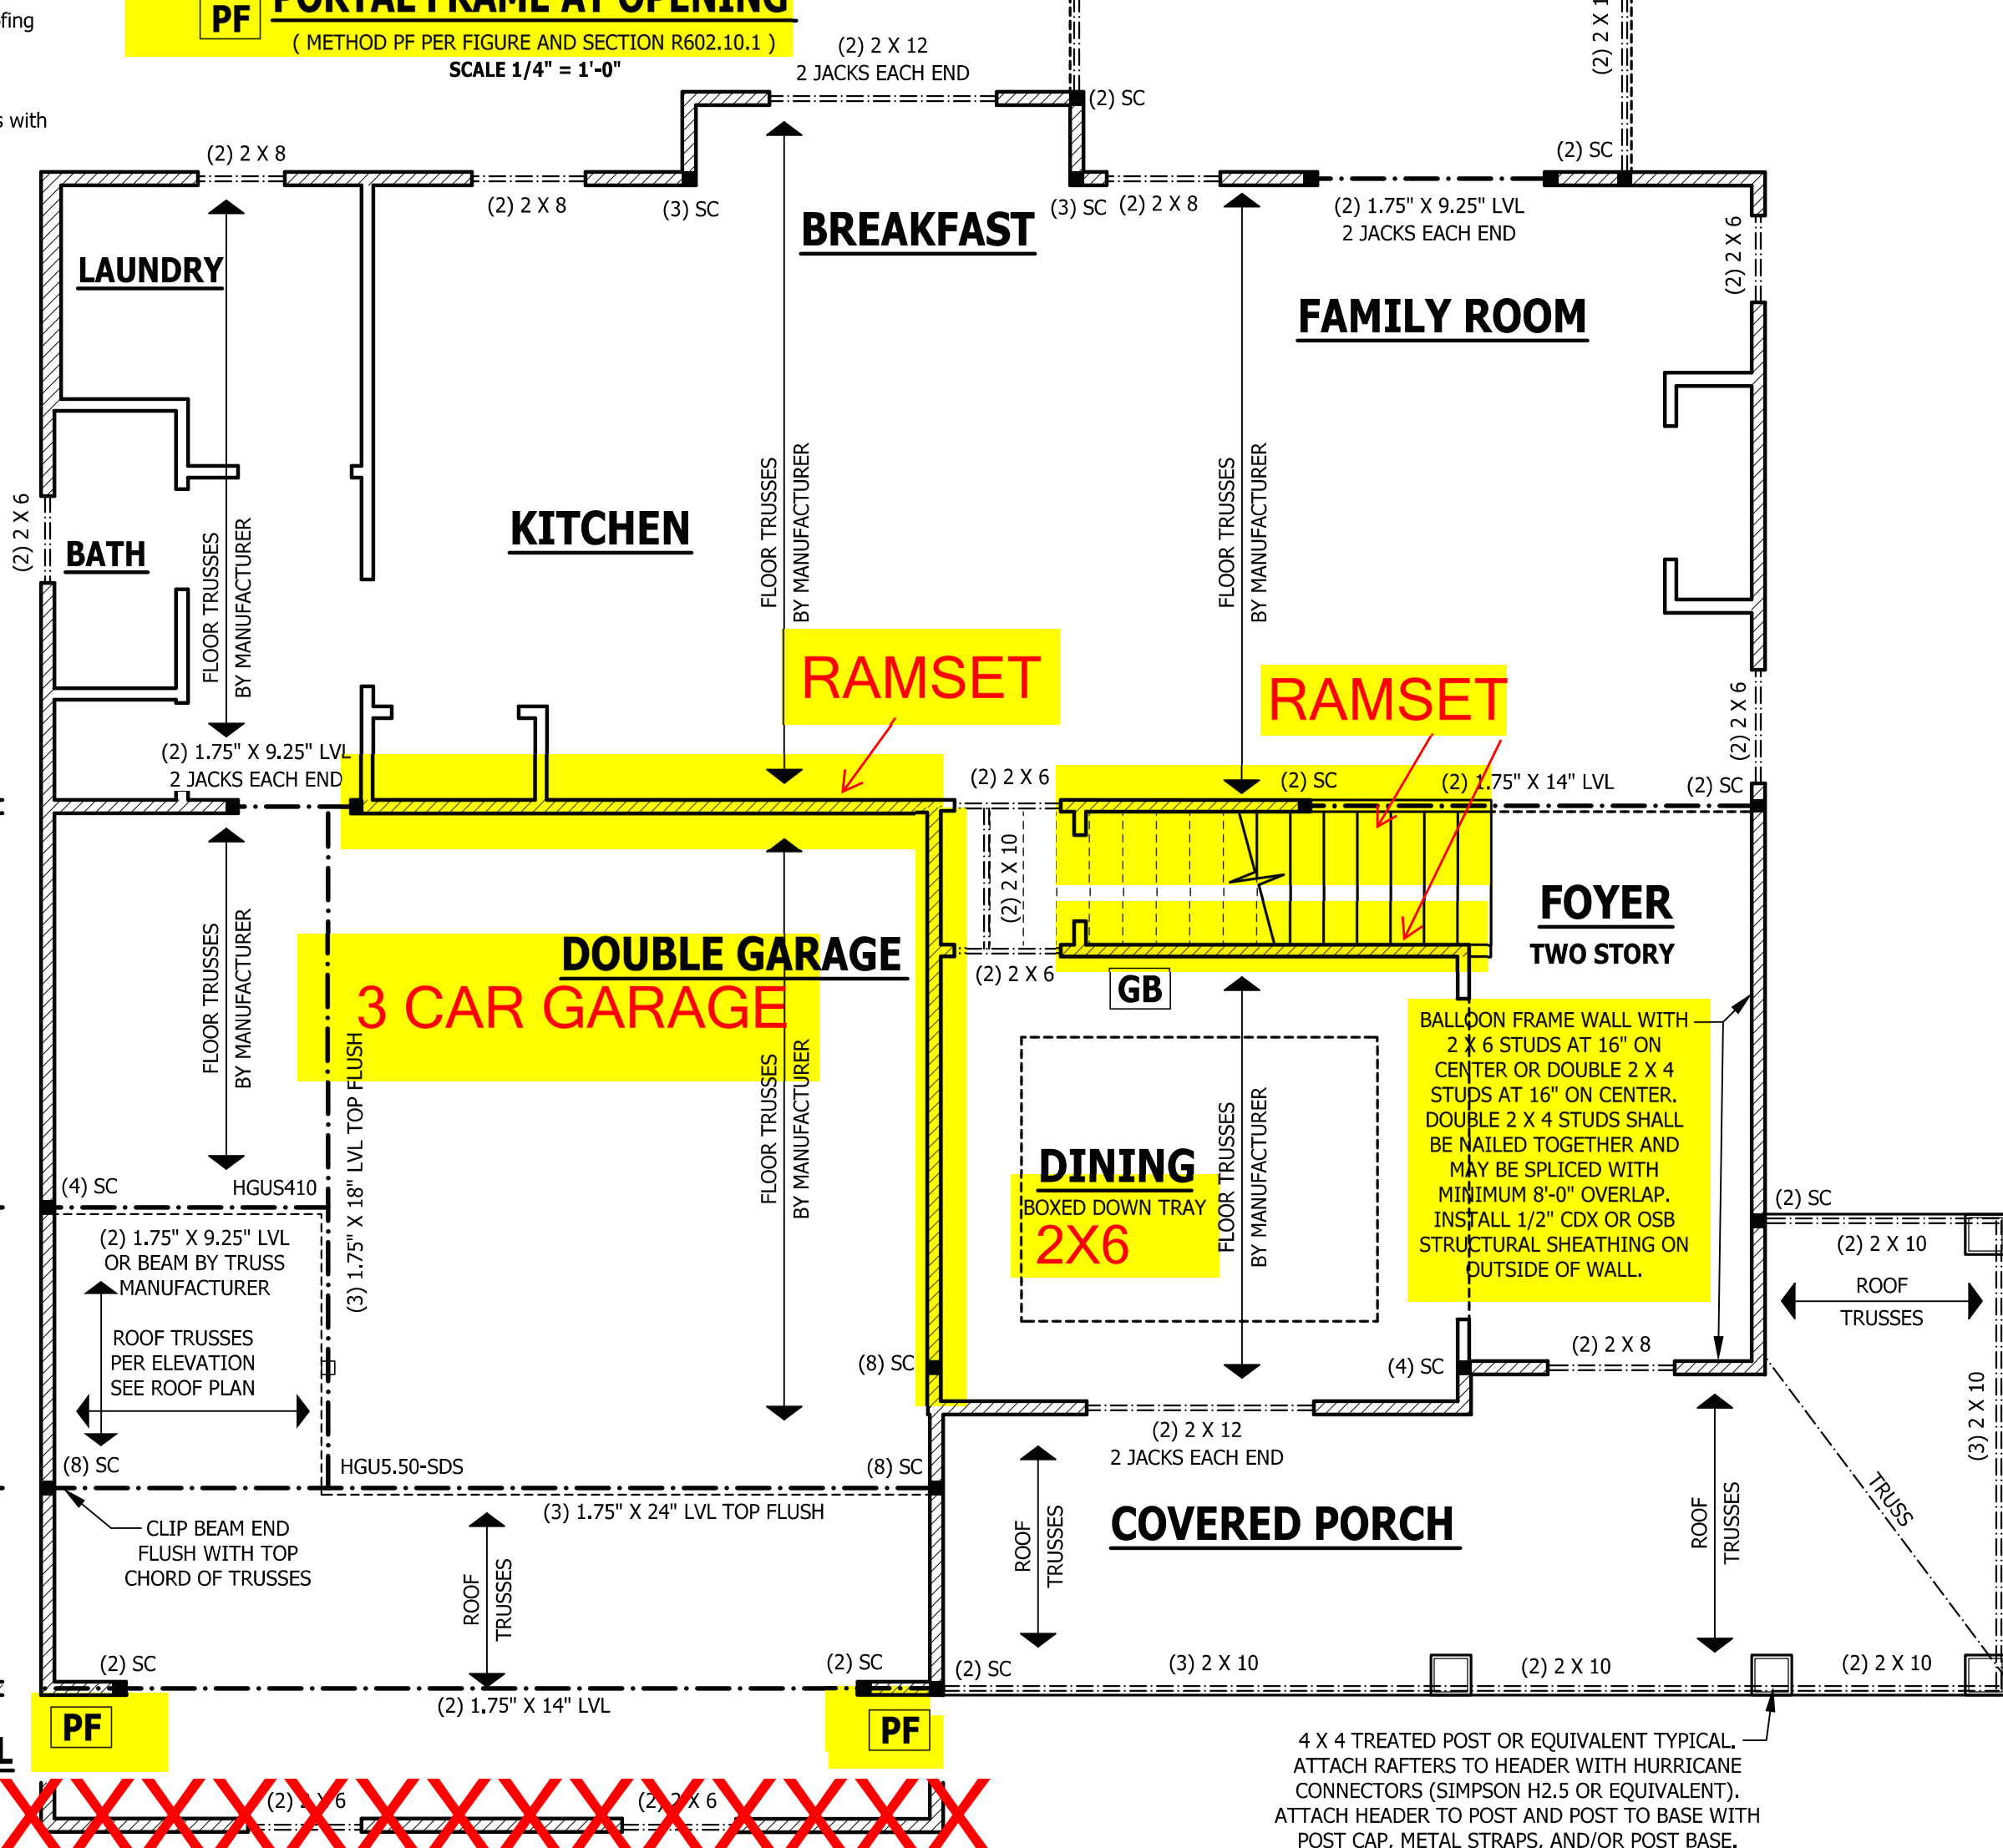 fing
PF PORTAL FRAME AT OPENING
( METHOD PF PER FIGURE AND SECTION R602.10.1 )
SCALE 1/4" = 1'-0"
s with
(2) 2 X 12
2 JACKS EACH END
(2) SC
(2) 2 X 1
(2) SC
(2) 2 X 8
(2) 2 X 8
(3) SC
(3) SC
(2) 2 X 8
(2) 1.75" X 9.25" LVL
2 JACKS EACH END
(2) 2 X 6
BREAKFAST
LAUNDRY
FAMILY ROOM
KITCHEN
BATH
(2) 2 X 6
FLOOR TRUSSES
BY MANUFACTURER
FLOOR TRUSSES
BY MANUFACTURER
FLOOR TRUSSES
BY MANUFACTURER
RAMSET
RAMSET
(2) 2 X 6
(2) 1.75" X 9.25" LVL
2 JACKS EACH END
(2) 2 X 6
(2) SC
(2) 1.75" X 14" LVL
(2) SC
(2) 2 X 10
FOYER
TWO STORY
DOUBLE GARAGE
3 CAR GARAGE
(2) 2 X 6
GB
FLOOR TRUSSES
BY MANUFACTURER
(3) 1.75" X 18" LVL TOP FLUSH
FLOOR TRUSSES
BY MANUFACTURER
FLOOR TRUSSES
BY MANUFACTURER
BALLOON FRAME WALL WITH
2 X 6 STUDS AT 16" ON
CENTER OR DOUBLE 2 X 4
STUDS AT 16" ON CENTER.
DOUBLE 2 X 4 STUDS SHALL
BE NAILED TOGETHER AND
MAY BE SPLICED WITH
MINIMUM 8'-0" OVERLAP.
INSTALL 1/2" CDX OR OSB
STRUCTURAL SHEATHING ON
OUTSIDE OF WALL.
DINING
BOXED DOWN TRAY
2X6
(4) SC
HGUS410
(2) 1.75" X 9.25" LVL
OR BEAM BY TRUSS
MANUFACTURER
ROOF TRUSSES
PER ELEVATION
SEE ROOF PLAN
(2) SC
(2) 2 X 10
ROOF
TRUSSES
(8) SC
(4) SC
(2) 2 X 8
(3) 2 X 10
(2) 2 X 12
2 JACKS EACH END
(8) SC
HGU5.50-SDS
(8) SC
(3) 1.75" X 24" LVL TOP FLUSH
CLIP BEAM END
FLUSH WITH TOP
CHORD OF TRUSSES
ROOF
TRUSSES
ROOF
TRUSSES
COVERED PORCH
ROOF
TRUSSES
TRUSS
(2) SC
(2) SC
(2) SC
(3) 2 X 10
(2) 2 X 10
(2) 2 X 10
(2) 1.75" X 14" LVL
PF
PF
L
4 X 4 TREATED POST OR EQUIVALENT TYPICAL.
ATTACH RAFTERS TO HEADER WITH HURRICANE
CONNECTORS (SIMPSON H2.5 OR EQUIVALENT).
ATTACH HEADER TO POST AND POST TO BASE WITH
POST CAP, METAL STRAPS, AND/OR POST BASE.
(2) 2 X 6
(2) 2 X 6
XXXXXXXXXXXXXX